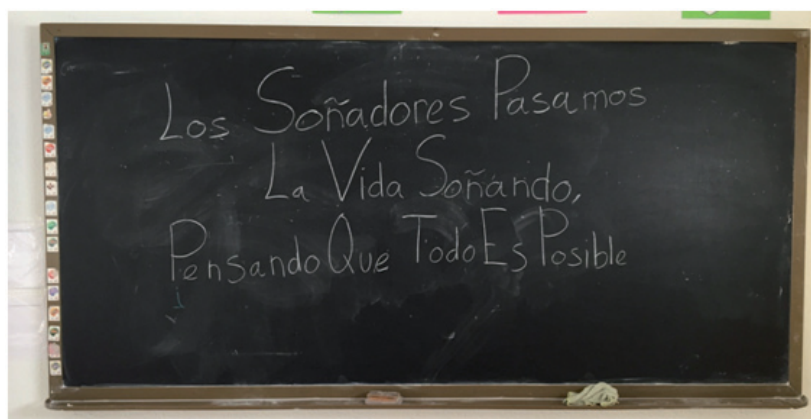 Los Soñadores Pasamos
La Vida Soñando,
Pensando Que Todo Es Posible